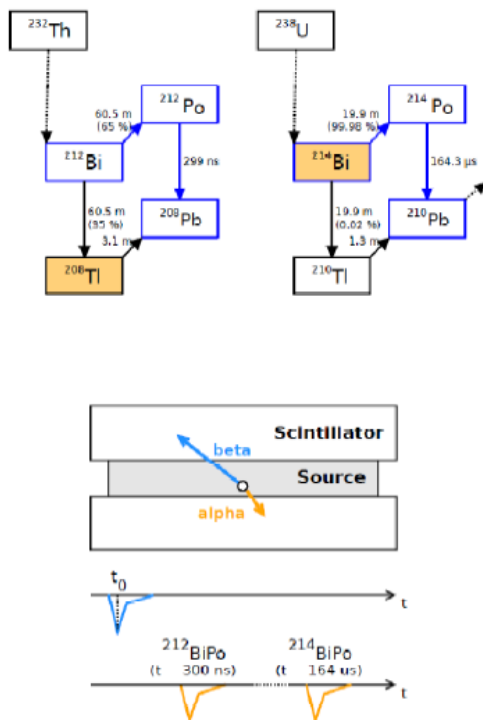 ²³²Th
²³⁸U
²¹²Po
²¹⁴Po
60.5 m
(65 %)
19.9 m
(99.98 %)
²¹²Bi
²¹⁴Bi
299 ns
164.3 µs
60.5 m
(35 %)
²⁰⁸Pb
19.9 m
(0.02 %)
²¹⁰Pb
3.1 m
1.3 m
²⁰⁸Tl
²¹⁰Tl
Scintillator
beta
Source
alpha
t₀
t
²¹²BiPo
²¹⁴BiPo
(t 300 ns)
(t 164 us)
t